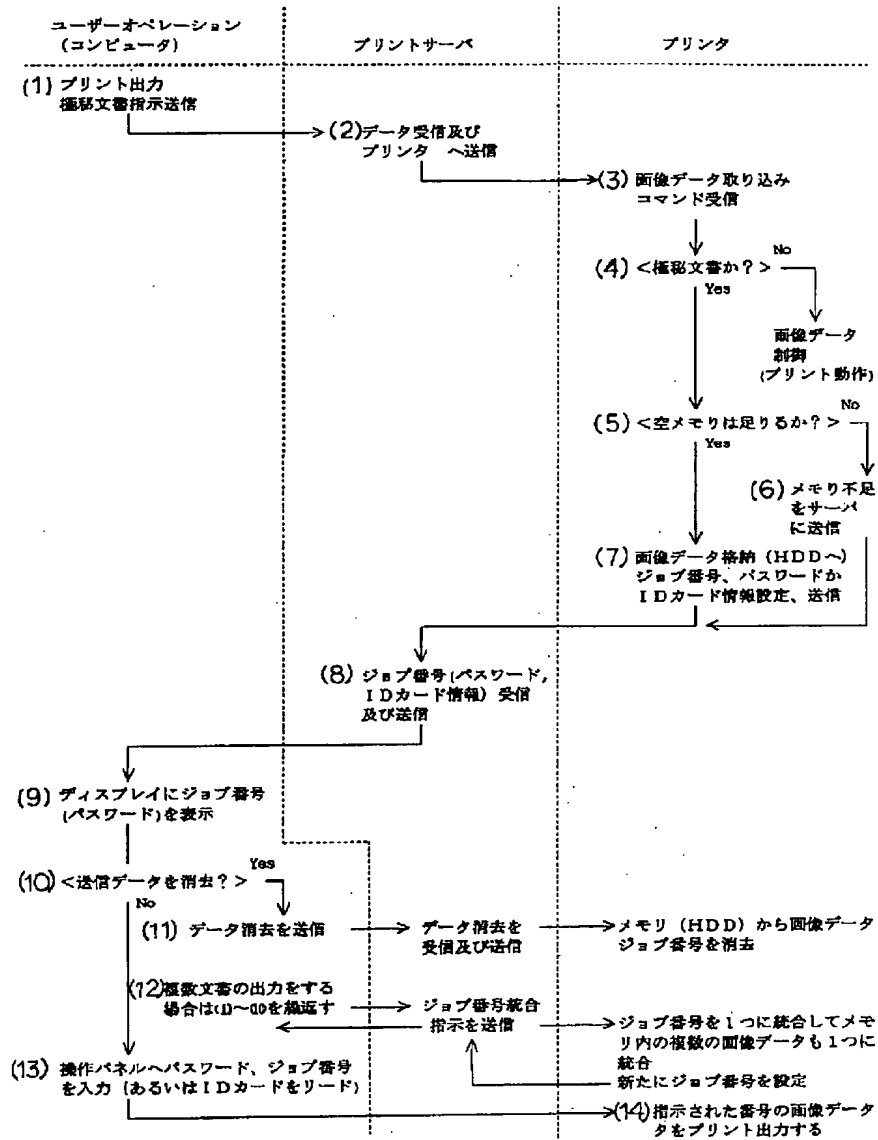 ユーザーオペレーション
(コンピュータ)
プリントサーバ
プリンタ
(1) プリント出力
極秘文書指示送信
(2) データ受信及び
プリンタ へ送信
(3) 画像データ取り込み
コマンド受信
(4) <極秘文書か?>
No
Yes
画像データ
制御
(プリント動作)
(5) <空メモリは足りるか?>
No
Yes
(6) メモリ不足
をサーバ
に送信
(7) 画像データ格納 (HDDへ)
ジョブ番号、パスワードか
IDカード情報設定、送信
(8) ジョブ番号(パスワード,
IDカード情報) 受信
及び送信
(9) ディスプレイにジョブ番号
(パスワード)を表示
(10) <送信データを消去?>
Yes
No
(11) データ消去を送信
データ消去を
受信及び送信
メモリ (HDD) から画像データ
ジョブ番号を消去
(12) 複数文書の出力をする
場合は(1)~(10)を繰返す
ジョブ番号統合
指示を送信
ジョブ番号を1つに統合してメモ
リ内の複数の画像データも1つに
統合
新たにジョブ番号を設定
(13) 操作パネルへパスワード、ジョブ番号
を入力 (あるいはIDカードをリード)
(14) 指示された番号の画像デー
タをプリント出力する